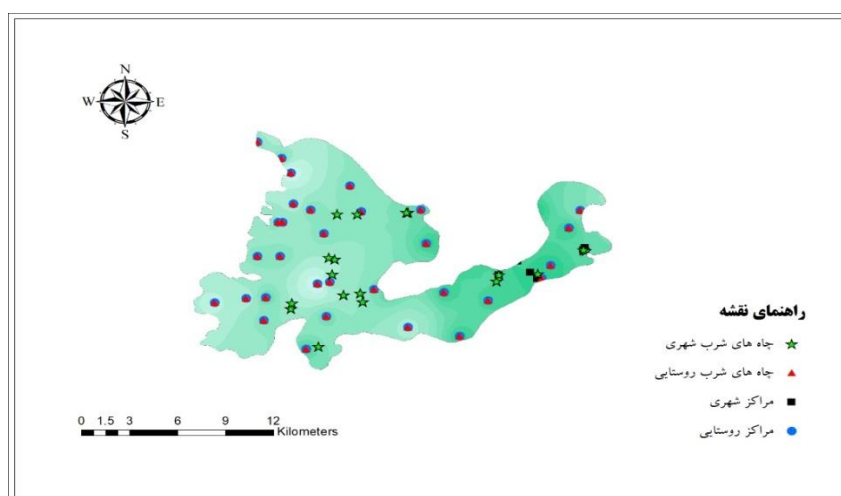 N
W E
S
راهنمای نقشه
چاه های شرب شهری
چاه های شرب روستایی
مراکز شهری
مراکز روستایی
0 1.5 3 6 9 12
Kilometers